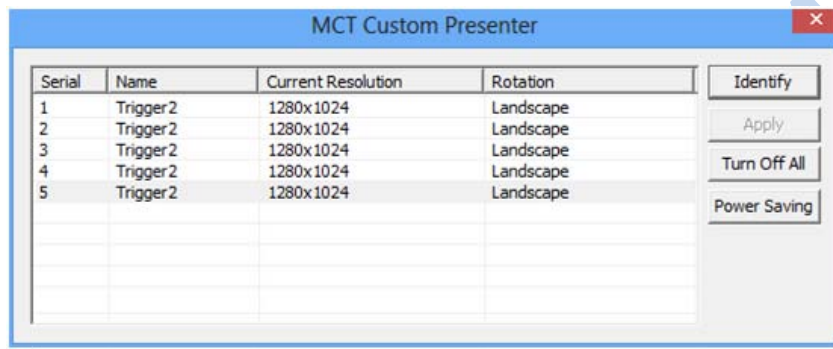 MCT Custom Presenter
Serial Name Current Resolution Rotation
1 Trigger2 1280x1024 Landscape
2 Trigger2 1280x1024 Landscape
3 Trigger2 1280x1024 Landscape
4 Trigger2 1280x1024 Landscape
5 Trigger2 1280x1024 Landscape
Identify
Apply
Turn Off All
Power Saving